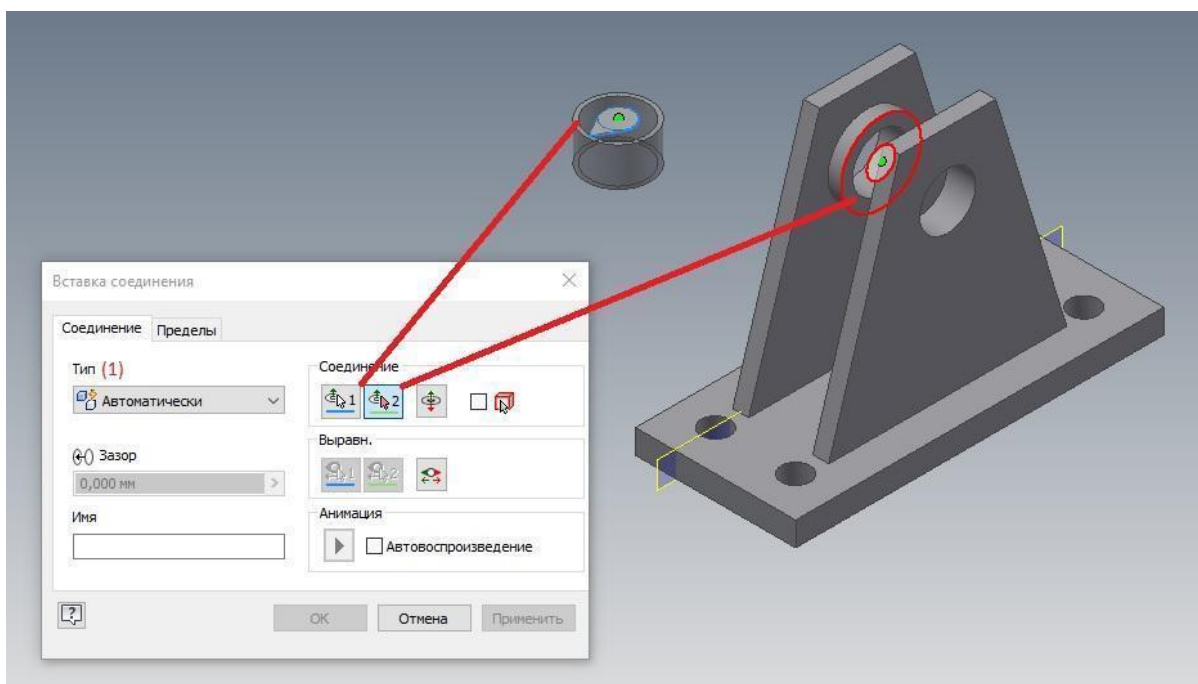 Вставка соединения
Соединение Пределы
Тип (1)
Автоматически
Зазор
0,000 мм
Имя
Соединение
1 2
Выравн.
1 2
Анимация
Автовоспроизведение
?
ОК Отмена Применить